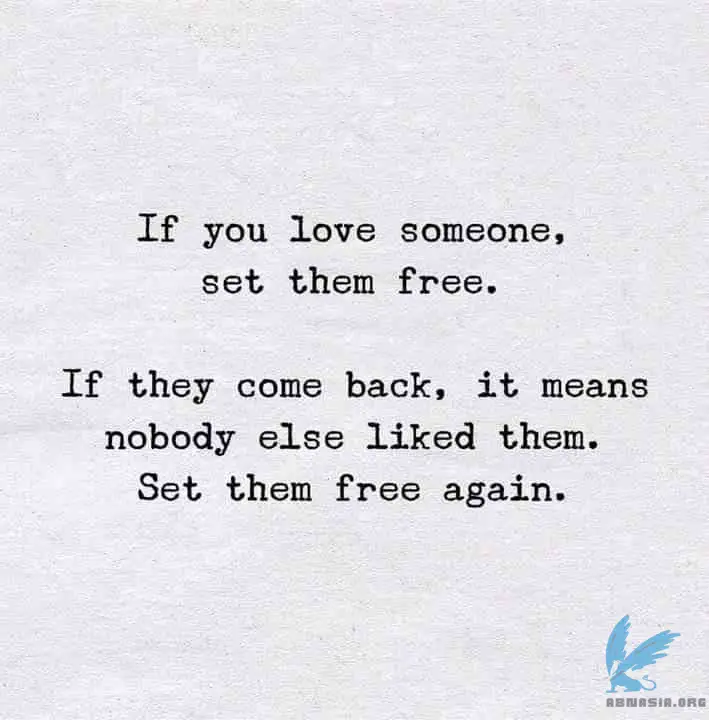 If you love someone,
set them free.
If they come back, it means
nobody else liked them.
Set them free again.
ABNASIA.ORG